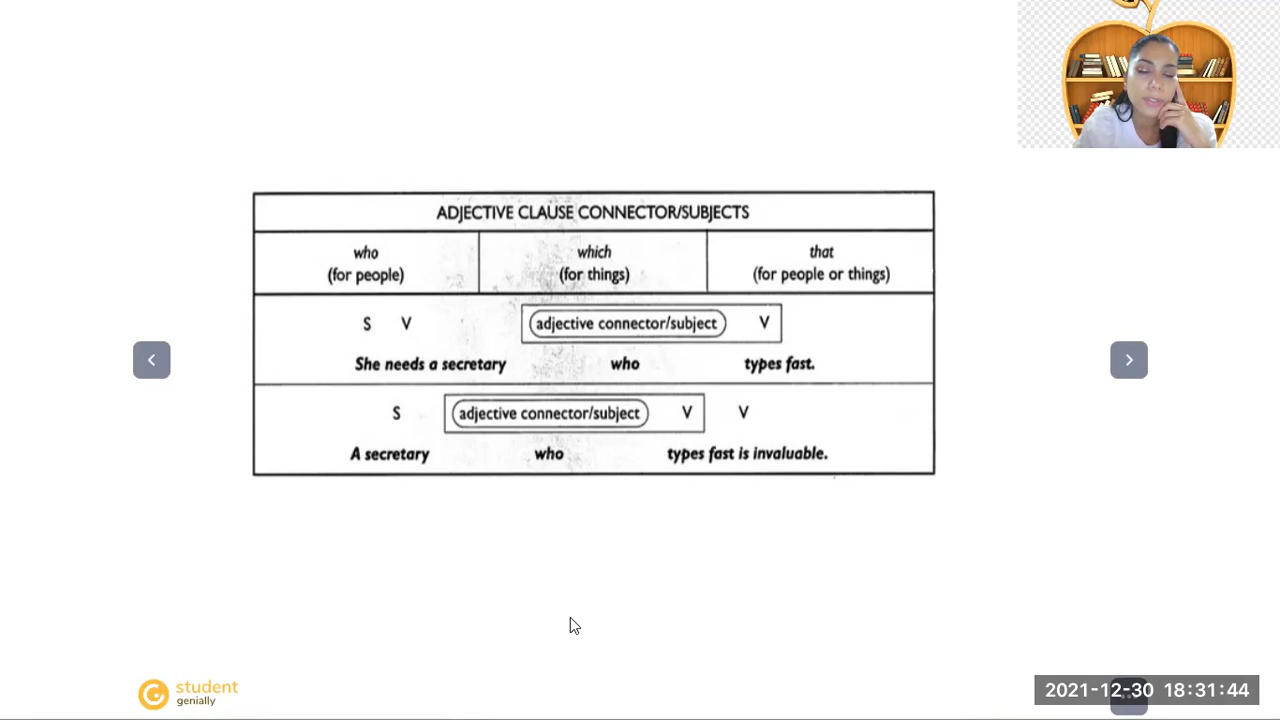 ADJECTIVE CLAUSE CONNECTOR/SUBJECTS
who which that
(for people) (for things) (for people or things)
S V adjective connector/subject V
She needs a secretary who types fast.
S adjective connector/subject V V
A secretary who types fast is invaluable.
student
genially
2021-12-30 18:31:44